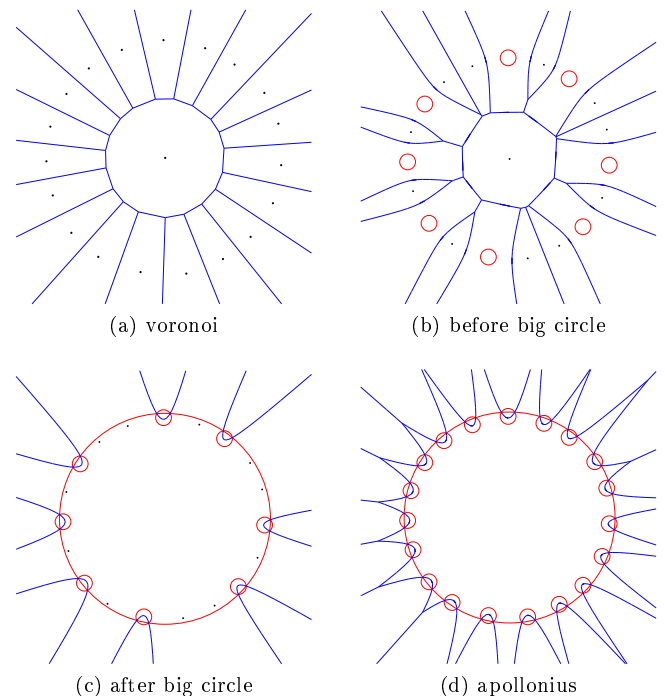 (a) voronoi
(b) before big circle
(c) after big circle
(d) apollonius